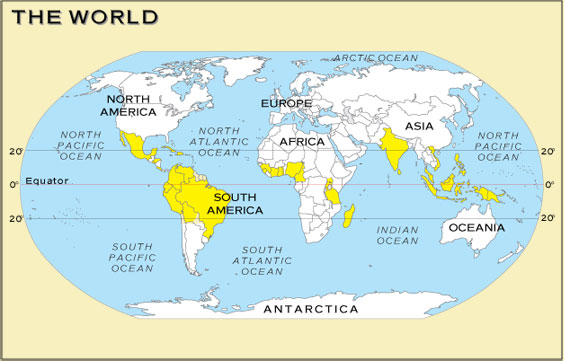 THE WORLD
ARCTIC OCEAN
NORTH
AMERICA
EUROPE
ASIA
NORTH
PACIFIC
OCEAN
NORTH
ATLANTIC
OCEAN
AFRICA
NORTH
PACIFIC
OCEAN
20°
20°
Equator
0°
0°
SOUTH
AMERICA
20°
20°
INDIAN
OCEAN
OCEANIA
SOUTH
PACIFIC
OCEAN
SOUTH
ATLANTIC
OCEAN
ANTARCTICA